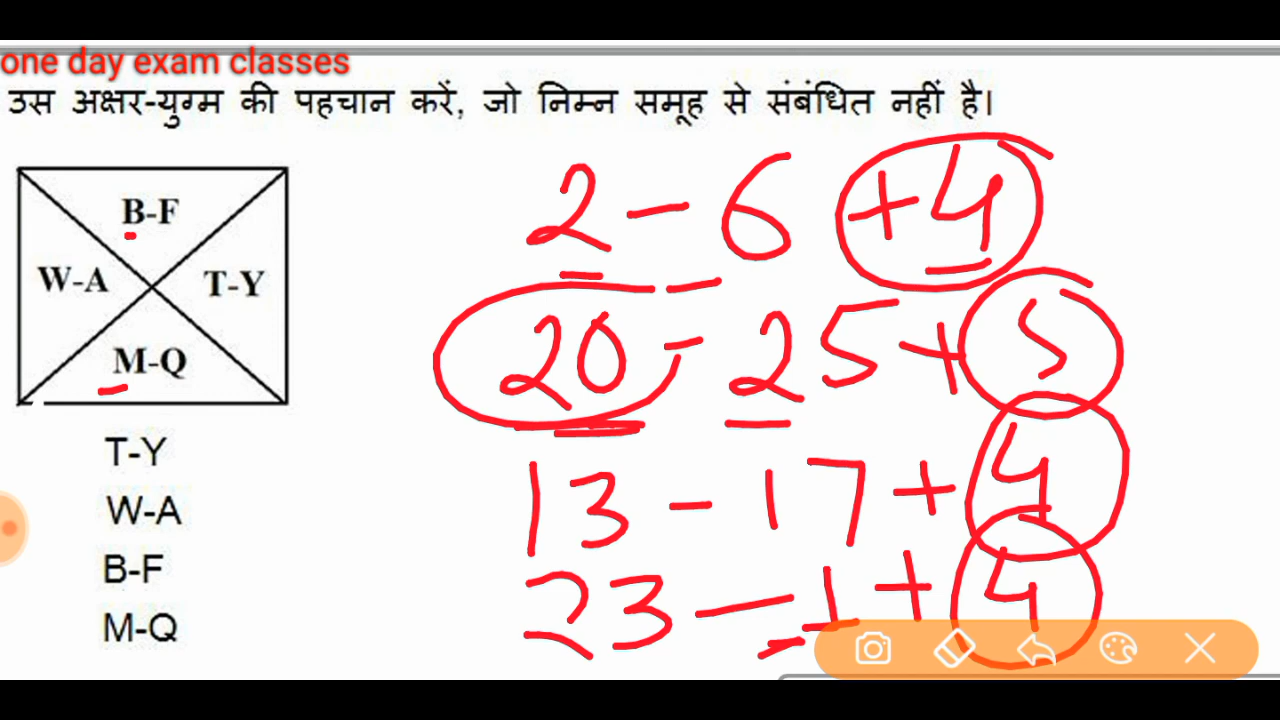 one day exam classes
उस अक्षर-युग्म की पहचान करें, जो निम्न समूह से संबंधित नहीं है।
B-F
W-A T-Y
M-Q
T-Y
W-A
B-F
M-Q
2 - 6 +4
20 - 25 + 5
13 - 17 + 4
23 - 1 + 4